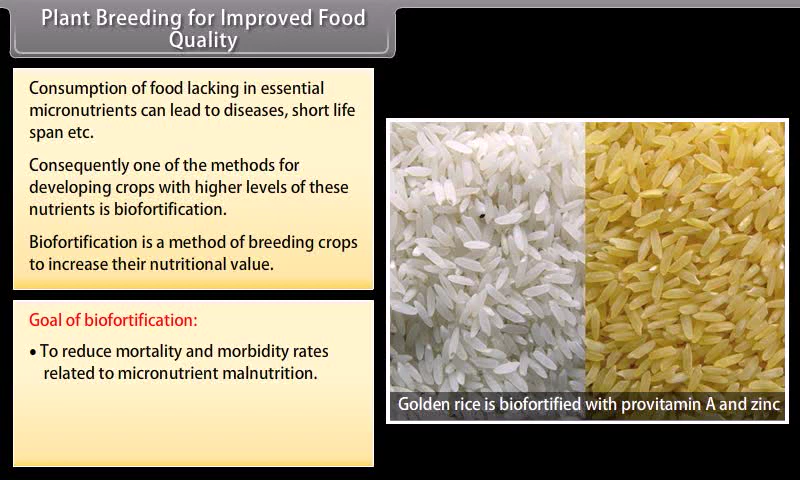 Plant Breeding for Improved Food
Quality
Consumption of food lacking in essential
micronutrients can lead to diseases, short life
span etc.
Consequently one of the methods for
developing crops with higher levels of these
nutrients is biofortification.
Biofortification is a method of breeding crops
to increase their nutritional value.
Goal of biofortification:
• To reduce mortality and morbidity rates
related to micronutrient malnutrition.
Golden rice is biofortified with provitamin A and zinc